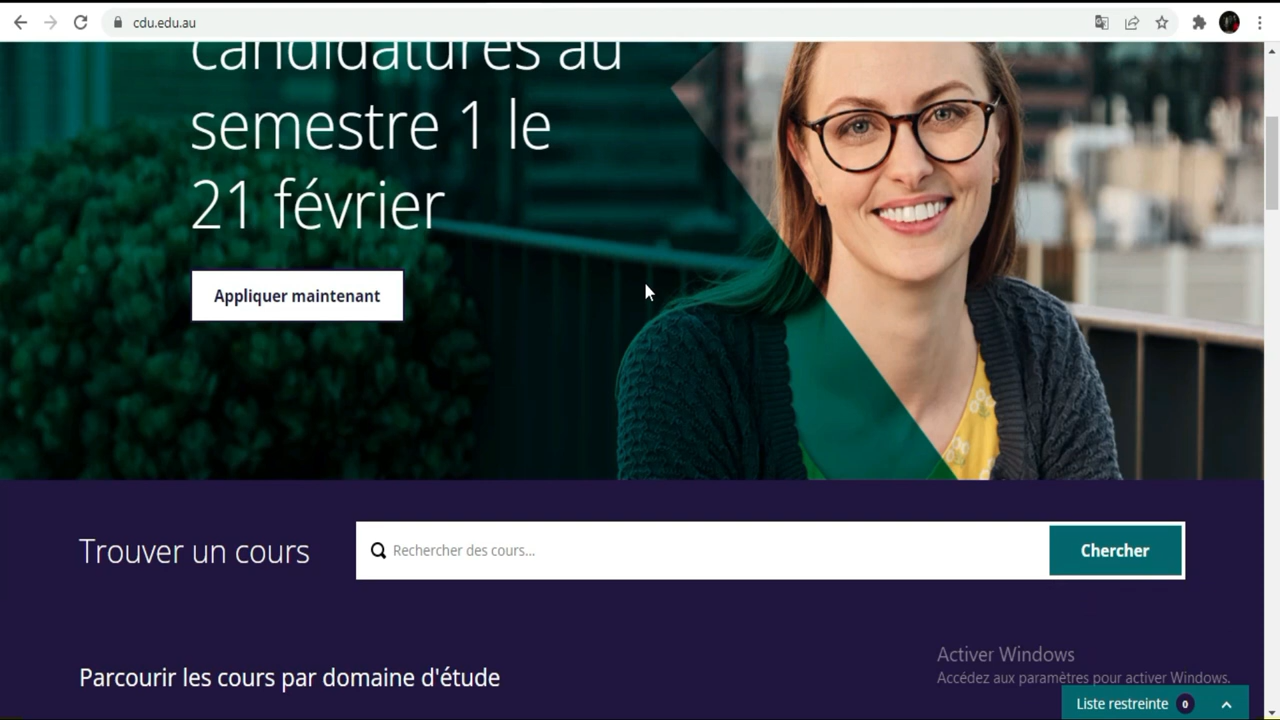 cdu.edu.au
candidatures au
semestre 1 le
21 février
Appliquer maintenant
Trouver un cours
Rechercher des cours...
Chercher
Parcourir les cours par domaine d'étude
Activer Windows
Accédez aux paramètres pour activer Windows.
Liste restreinte 0